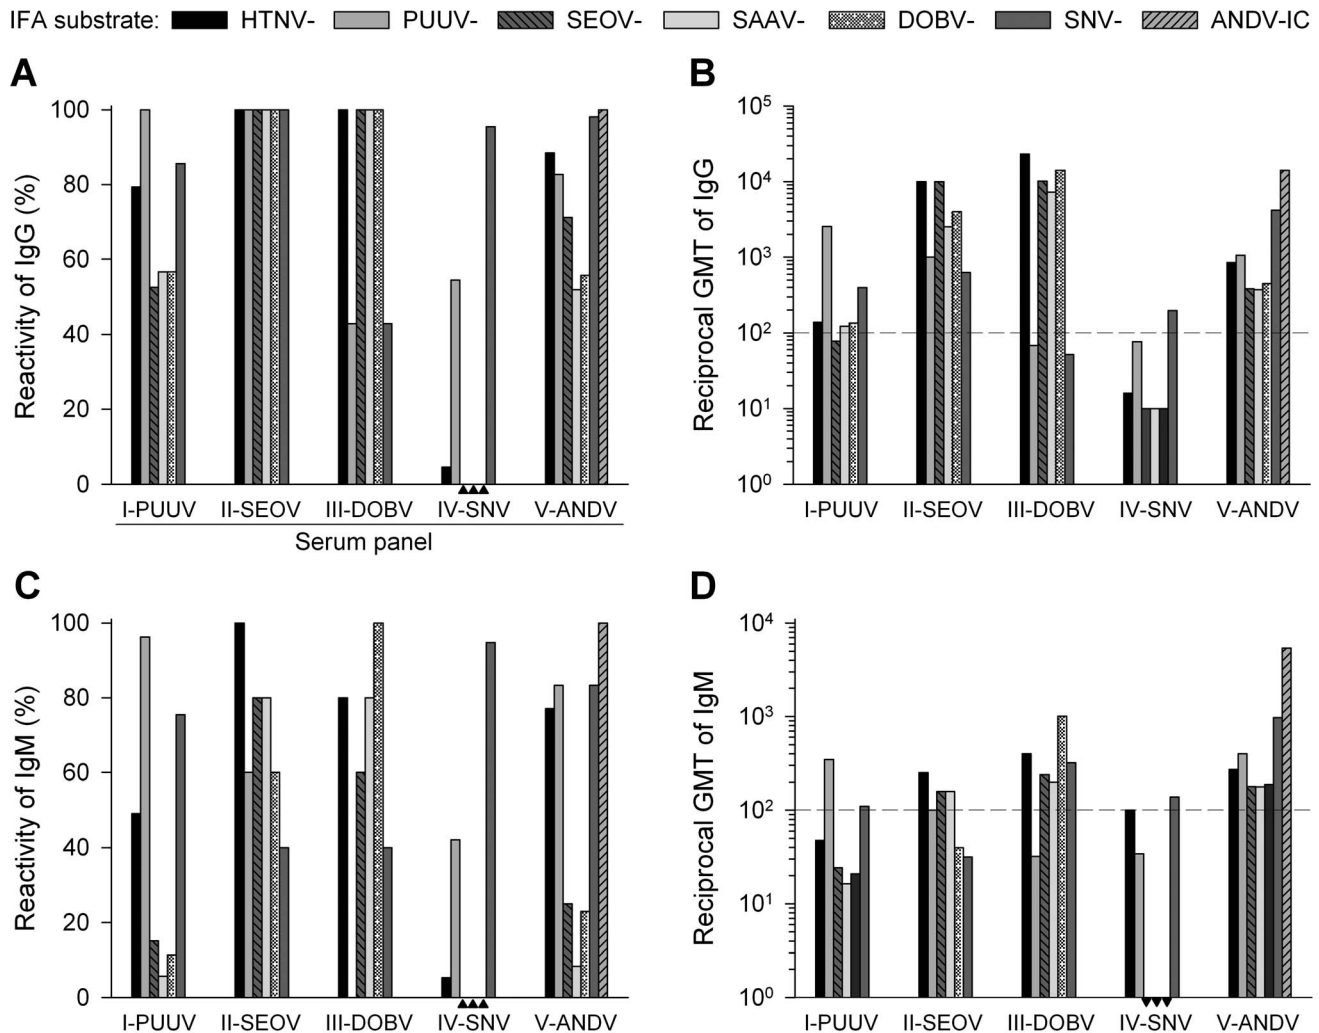 IFA substrate: HTNV- PUUV- SEOV- SAAV- DOBV- SNV- ANDV-IC
A
Reactivity of IgG (%)
100
80
60
40
20
0
I-PUUV II-SEOV III-DOBV IV-SNV V-ANDV
Serum panel
B
Reciprocal GMT of IgG
10⁵
10⁴
10³
10²
10¹
10⁰
I-PUUV II-SEOV III-DOBV IV-SNV V-ANDV
C
Reactivity of IgM (%)
100
80
60
40
20
0
I-PUUV II-SEOV III-DOBV IV-SNV V-ANDV
D
Reciprocal GMT of IgM
10⁴
10³
10²
10¹
10⁰
I-PUUV II-SEOV III-DOBV IV-SNV V-ANDV